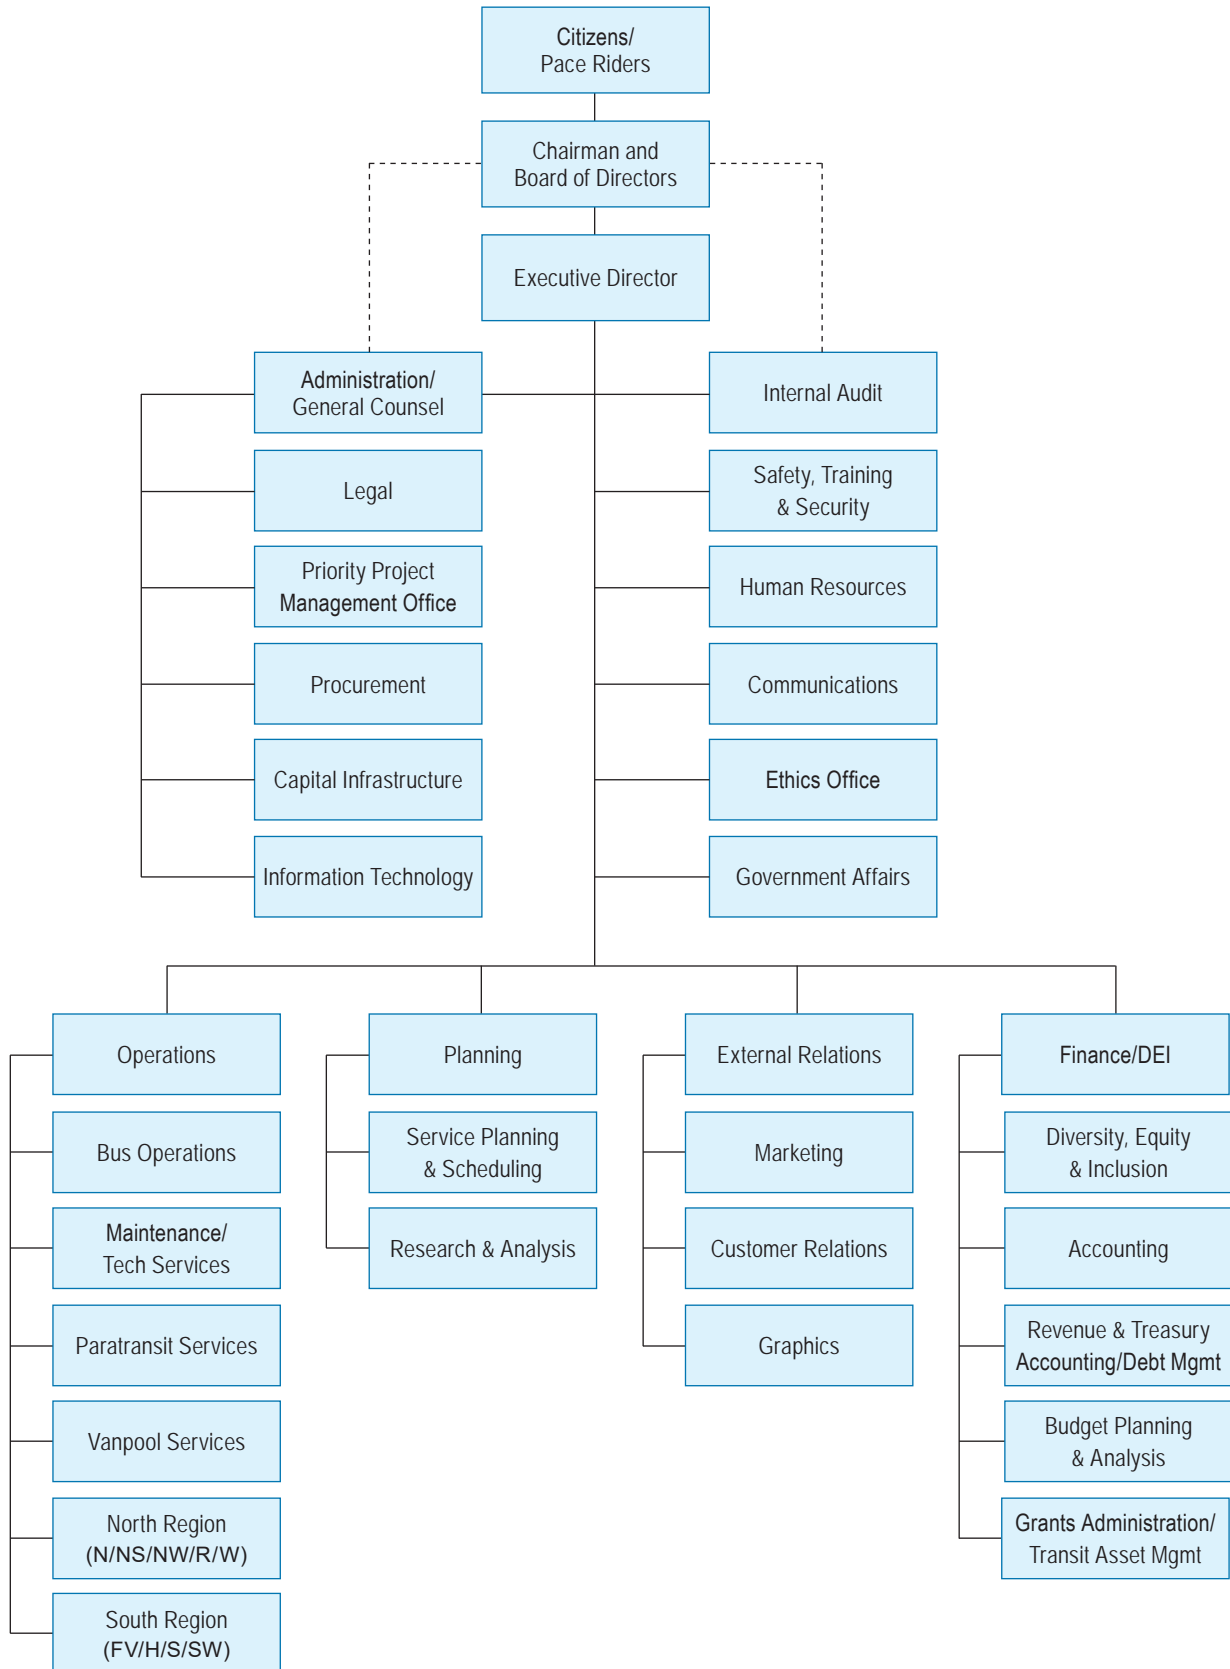 Citizens/
Pace Riders
Chairman and
Board of Directors
Executive Director
Administration/
General Counsel
Legal
Priority Project
Management Office
Procurement
Capital Infrastructure
Information Technology
Internal Audit
Safety, Training
& Security
Human Resources
Communications
Ethics Office
Government Affairs
Operations
Bus Operations
Maintenance/
Tech Services
Paratransit Services
Vanpool Services
North Region
(N/NS/NW/R/W)
South Region
(FV/H/S/SW)
Planning
Service Planning
& Scheduling
Research & Analysis
External Relations
Marketing
Customer Relations
Graphics
Finance/DEI
Diversity, Equity
& Inclusion
Accounting
Revenue & Treasury
Accounting/Debt Mgmt
Budget Planning
& Analysis
Grants Administration/
Transit Asset Mgmt